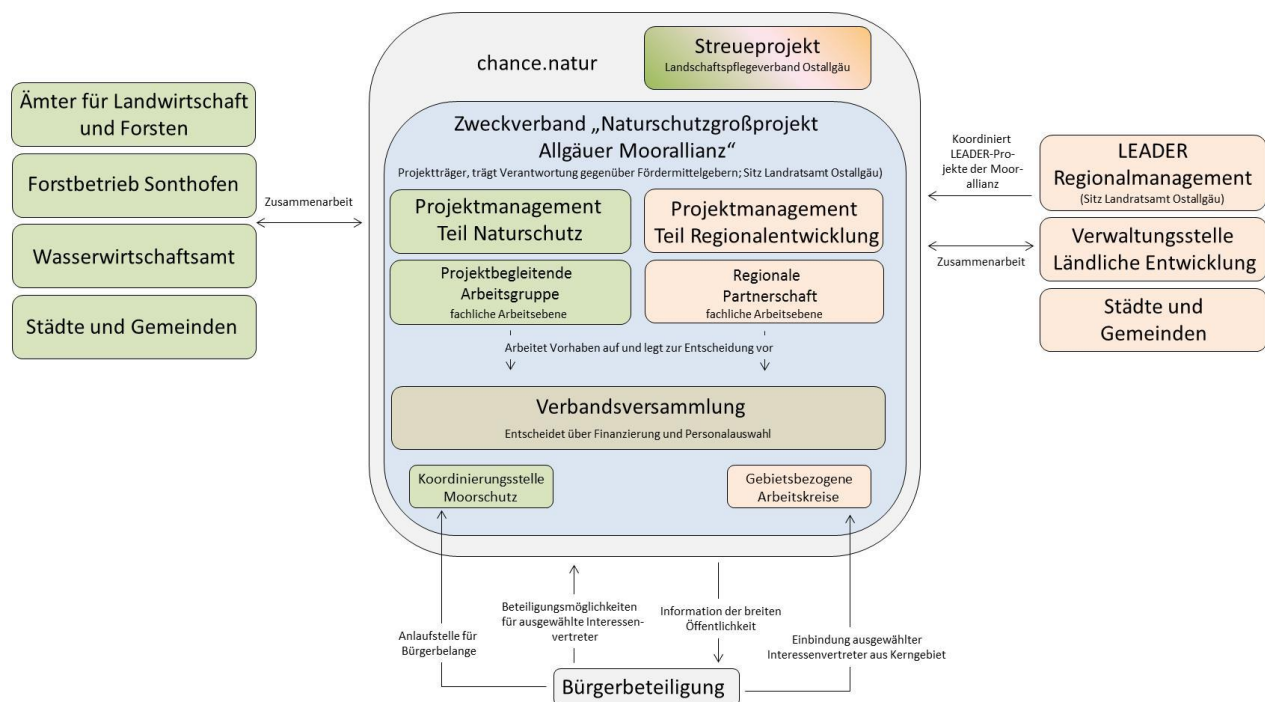 chance.natur
Streueprojekt
Landschaftspflegeverband Ostallgäu
Ämter für Landwirtschaft
und Forsten
Forstbetrieb Sonthofen
Wasserwirtschaftsamt
Städte und Gemeinden
Zusammenarbeit
Zweckverband „Naturschutzgroßprojekt
Allgäuer Moorallianz“
Projektträger, trägt Verantwortung gegenüber Fördermittelgebern; Sitz Landratsamt Ostallgäu)
Projektmanagement
Teil Naturschutz
Projektmanagement
Teil Regionalentwicklung
Projektbegleitende
Arbeitsgruppe
fachliche Arbeitsebene
Regionale
Partnerschaft
fachliche Arbeitsebene
Arbeitet Vorhaben auf und legt zur Entscheidung vor
Verbandsversammlung
Entscheidet über Finanzierung und Personalauswahl
Koordinierungsstelle
Moorschutz
Gebietsbezogene
Arbeitskreise
Koordiniert
LEADER-Pro-
jekte der Moor-
allianz
LEADER
Regionalmanagement
(Sitz Landratsamt Ostallgäu)
Zusammenarbeit
Verwaltungsstelle
Ländliche Entwicklung
Städte und
Gemeinden
Anlaufstelle für
Bürgerbelange
Beteiligungsmöglichkeiten
für ausgewählte Interessen-
vertreter
Information der breiten
Öffentlichkeit
Einbindung ausgewählter
Interessenvertreter aus Kerngebiet
Bürgerbeteiligung